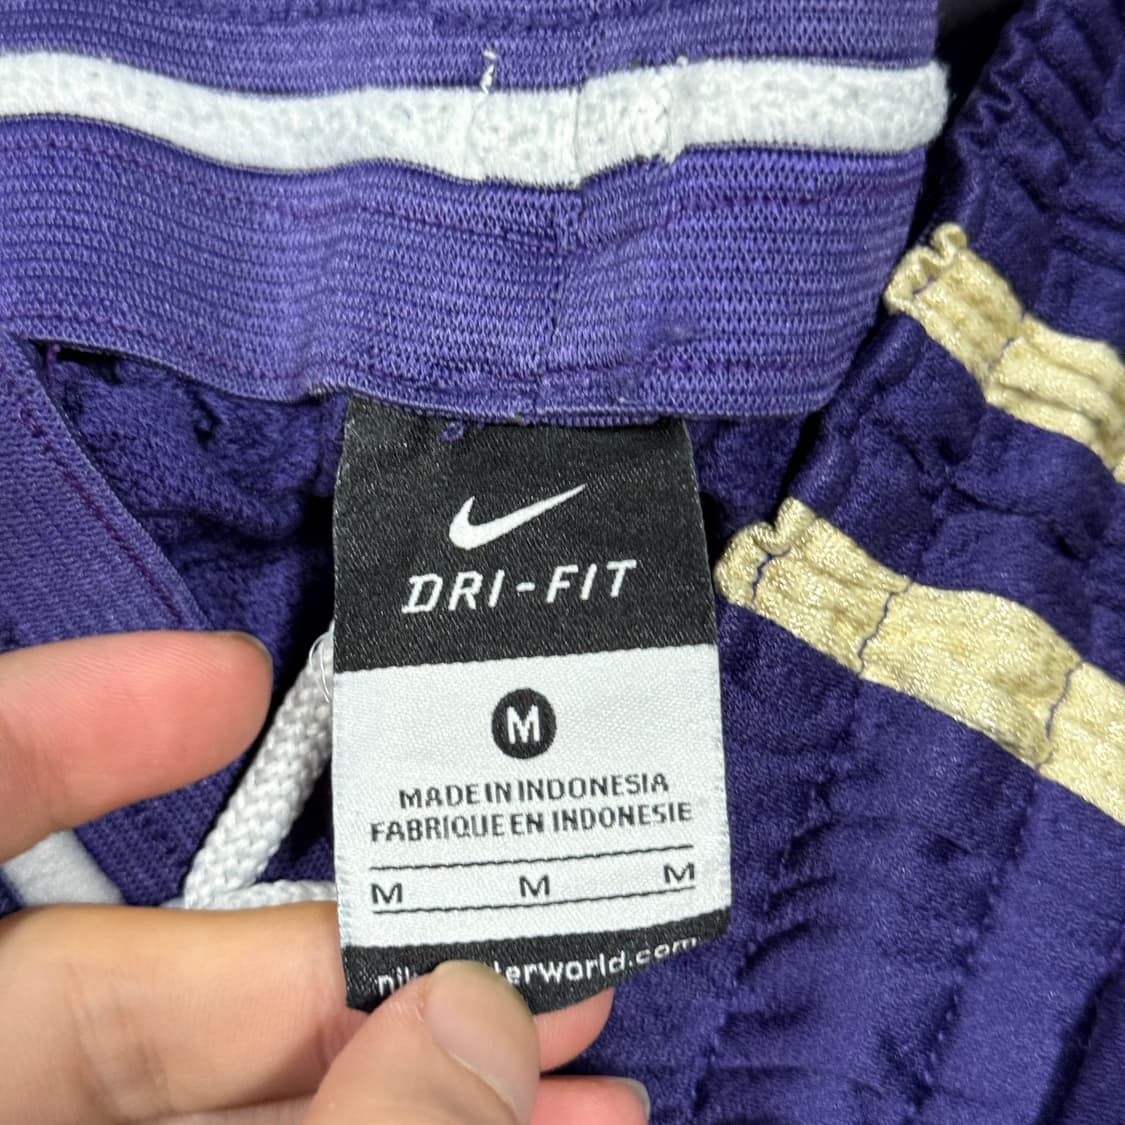 DRI-FIT
M
MADE IN INDONESIA
FABRIQUE EN INDONESIE
M M M